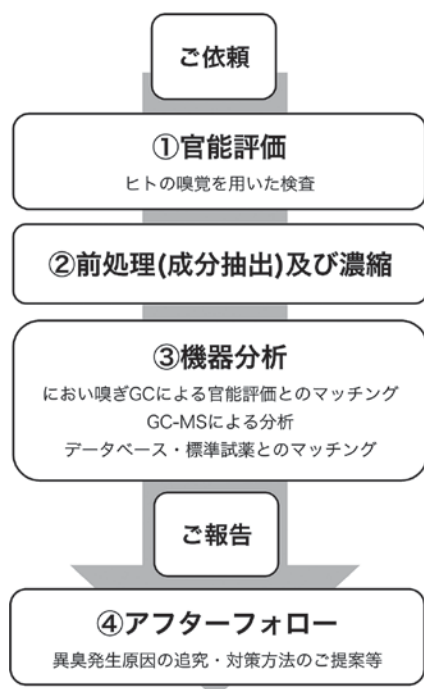 ご依頼
①官能評価
ヒトの嗅覚を用いた検査
②前処理(成分抽出)及び濃縮
③機器分析
におい嗅ぎGCによる官能評価とのマッチング
GC-MSによる分析
データベース・標準試薬とのマッチング
ご報告
④アフターフォロー
異臭発生原因の追究・対策方法のご提案等